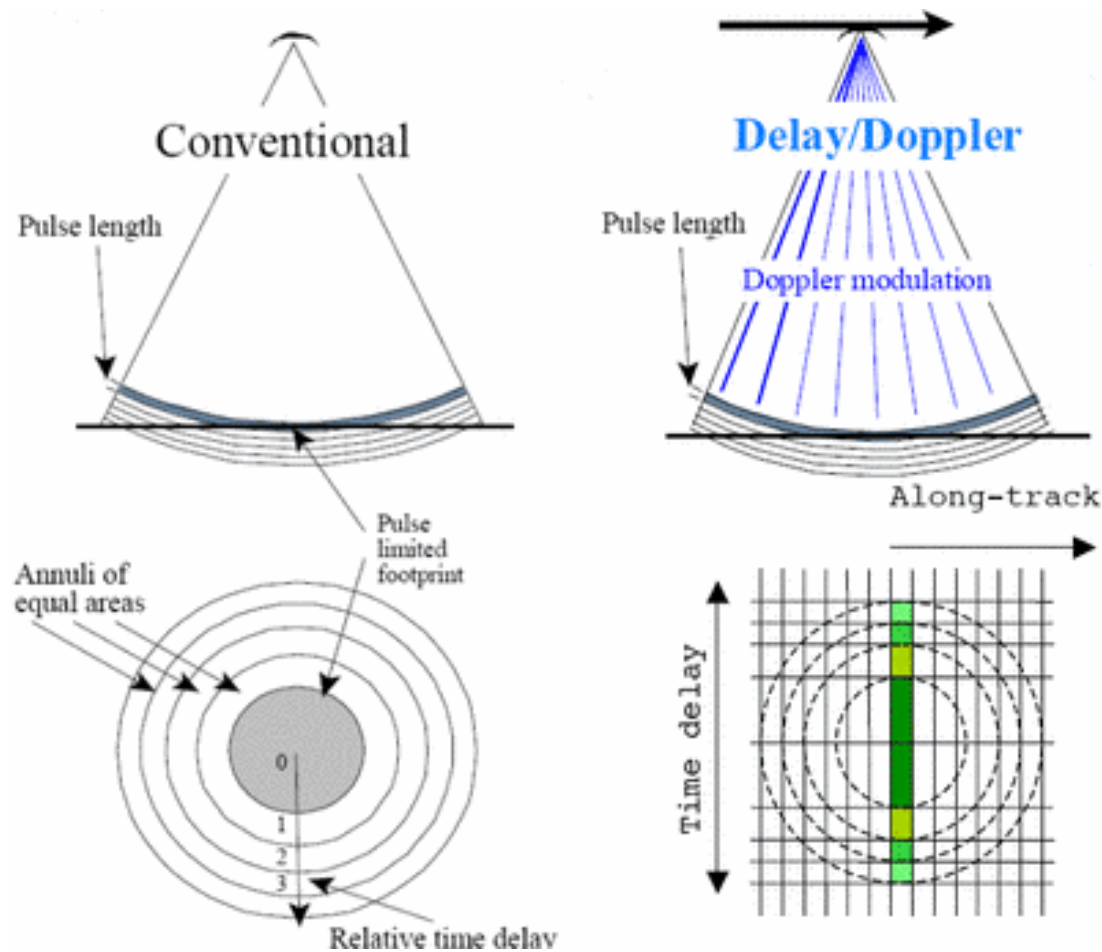 Conventional
Pulse length
Pulse
limited
footprint
Annuli of
equal areas
0
1
2
3
Relative time delay
Delay/Doppler
Pulse length
Doppler modulation
Along-track
Time delay